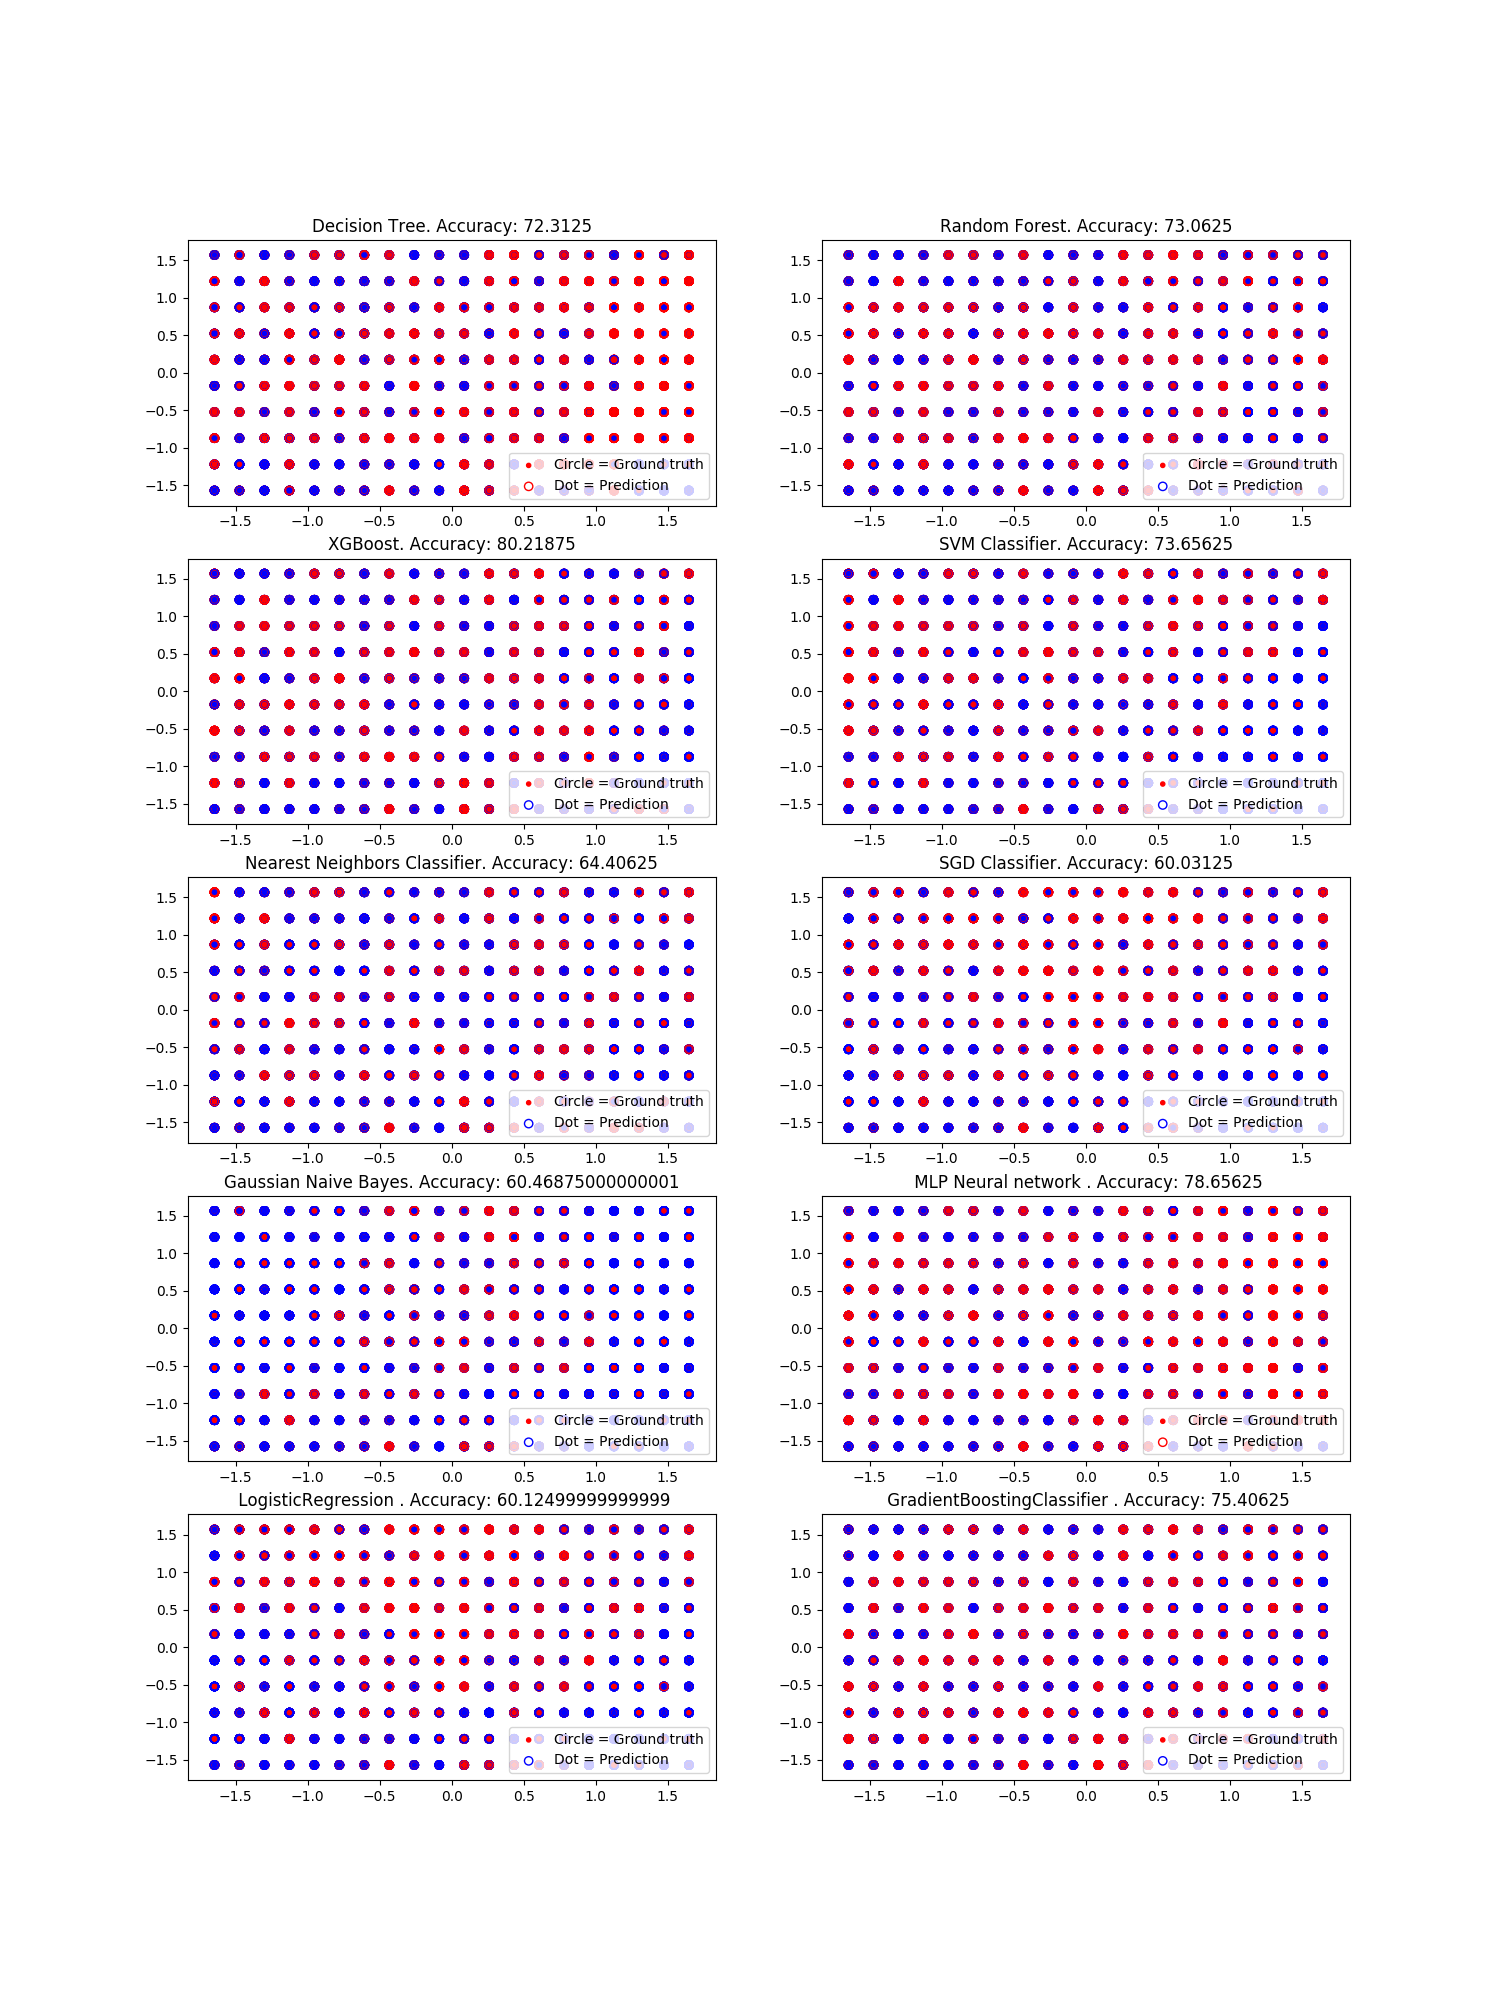 Decision Tree. Accuracy: 72.3125
1.5
1.0
0.5
0.0
−0.5
−1.0
−1.5
Circle = Ground truth
Dot = Prediction
−1.5 −1.0 −0.5 0.0 0.5 1.0 1.5
Random Forest. Accuracy: 73.0625
1.5
1.0
0.5
0.0
−0.5
−1.0
−1.5
Circle = Ground truth
Dot = Prediction
−1.5 −1.0 −0.5 0.0 0.5 1.0 1.5
XGBoost. Accuracy: 80.21875
1.5
1.0
0.5
0.0
−0.5
−1.0
−1.5
Circle = Ground truth
Dot = Prediction
−1.5 −1.0 −0.5 0.0 0.5 1.0 1.5
SVM Classifier. Accuracy: 73.65625
1.5
1.0
0.5
0.0
−0.5
−1.0
−1.5
Circle = Ground truth
Dot = Prediction
−1.5 −1.0 −0.5 0.0 0.5 1.0 1.5
Nearest Neighbors Classifier. Accuracy: 64.40625
1.5
1.0
0.5
0.0
−0.5
−1.0
−1.5
Circle = Ground truth
Dot = Prediction
−1.5 −1.0 −0.5 0.0 0.5 1.0 1.5
SGD Classifier. Accuracy: 60.03125
1.5
1.0
0.5
0.0
−0.5
−1.0
−1.5
Circle = Ground truth
Dot = Prediction
−1.5 −1.0 −0.5 0.0 0.5 1.0 1.5
Gaussian Naive Bayes. Accuracy: 60.46875000000001
1.5
1.0
0.5
0.0
−0.5
−1.0
−1.5
Circle = Ground truth
Dot = Prediction
−1.5 −1.0 −0.5 0.0 0.5 1.0 1.5
MLP Neural network . Accuracy: 78.65625
1.5
1.0
0.5
0.0
−0.5
−1.0
−1.5
Circle = Ground truth
Dot = Prediction
−1.5 −1.0 −0.5 0.0 0.5 1.0 1.5
LogisticRegression . Accuracy: 60.12499999999999
1.5
1.0
0.5
0.0
−0.5
−1.0
−1.5
Circle = Ground truth
Dot = Prediction
−1.5 −1.0 −0.5 0.0 0.5 1.0 1.5
GradientBoostingClassifier . Accuracy: 75.40625
1.5
1.0
0.5
0.0
−0.5
−1.0
−1.5
Circle = Ground truth
Dot = Prediction
−1.5 −1.0 −0.5 0.0 0.5 1.0 1.5